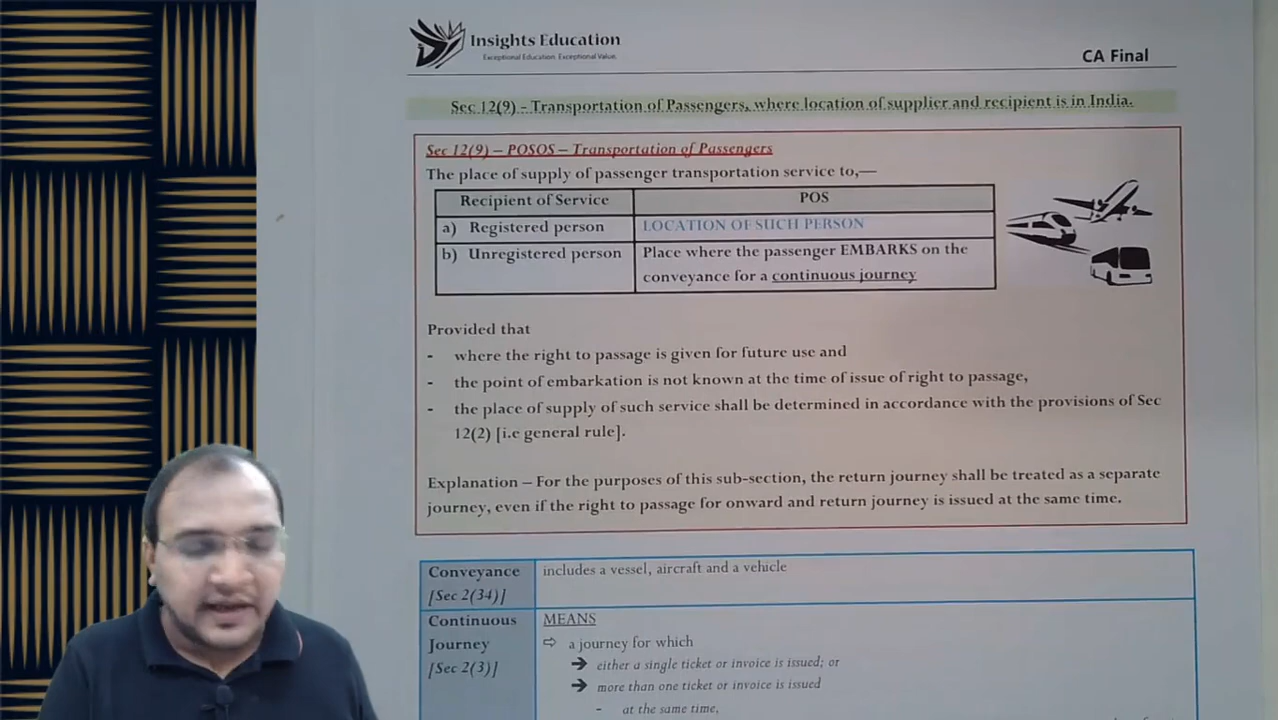 Insights Education
Exceptional Education. Exceptional Value.
CA Final
Sec 12(9) – Transportation of Passengers, where location of supplier and recipient is in India.
Sec 12(9) – POSOS – Transportation of Passengers
The place of supply of passenger transportation service to,—
Recipient of Service POS
a) Registered person LOCATION OF SUCH PERSON
b) Unregistered person Place where the passenger EMBARKS on the
conveyance for a continuous journey
Provided that
- where the right to passage is given for future use and
- the point of embarkation is not known at the time of issue of right to passage,
- the place of supply of such service shall be determined in accordance with the provisions of Sec
12(2) [i.e general rule].
Explanation – For the purposes of this sub-section, the return journey shall be treated as a separate
journey, even if the right to passage for onward and return journey is issued at the same time.
Conveyance includes a vessel, aircraft and a vehicle
[Sec 2(34)]
Continuous MEANS
Journey ⇨ a journey for which
[Sec 2(3)] ➔ either a single ticket or invoice is issued; or
➔ more than one ticket or invoice is issued
- at the same time,